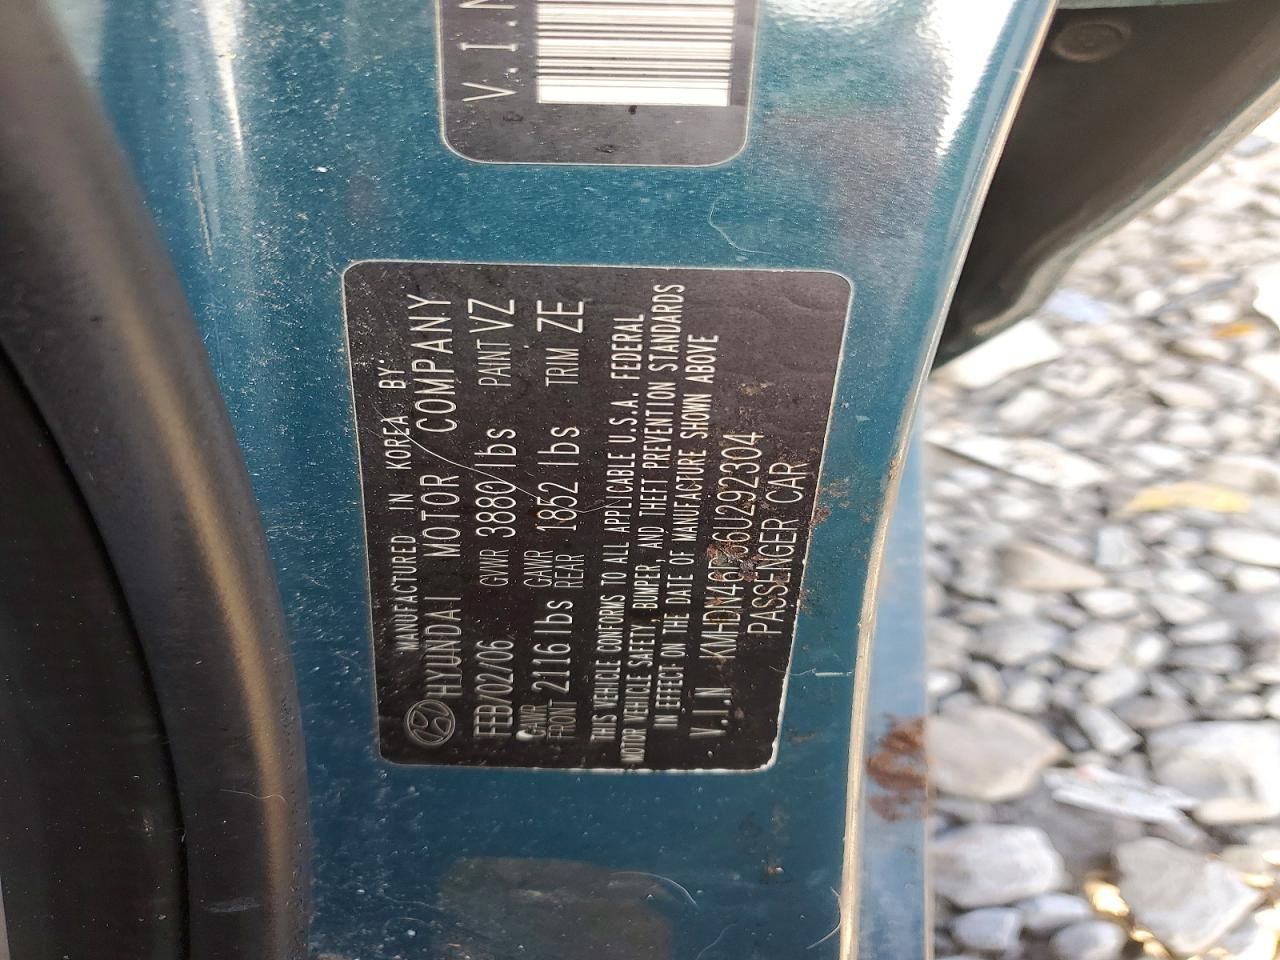 V.I.N
MANUFACTURED IN KOREA BY:
HYUNDAI MOTOR COMPANY
FEB/02/06 GVWR 3880 lbs PAINT VZ
GAWR FRONT 2116 lbs GAWR REAR 1852 lbs TRIM ZE
THIS VEHICLE CONFORMS TO ALL APPLICABLE U.S.A. FEDERAL
MOTOR VEHICLE SAFETY, BUMPER, AND THEFT PREVENTION STANDARDS
IN EFFECT ON THE DATE OF MANUFACTURE SHOWN ABOVE
V.I.N
PASSENGER CAR